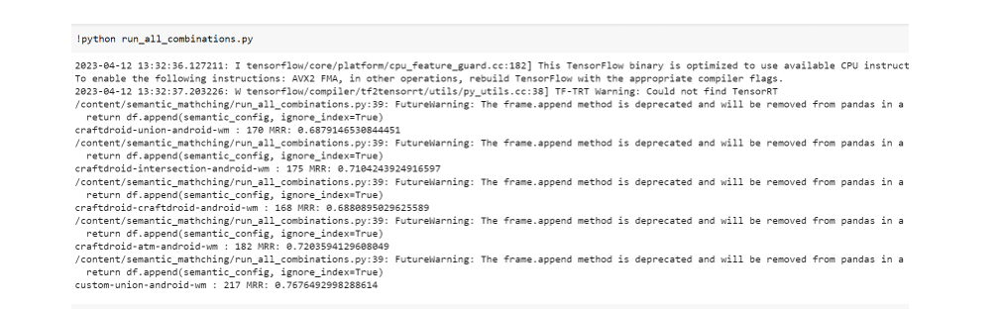 !python run_all_combinations.py
2023-04-12 13:32:36.127211: I tensorflow/core/platform/cpu_feature_guard.cc:182] This TensorFlow binary is optimized to use available CPU instruct
To enable the following instructions: AVX2 FMA, in other operations, rebuild TensorFlow with the appropriate compiler flags.
2023-04-12 13:32:37.203226: W tensorflow/compiler/tf2tensorrt/utils/py_utils.cc:38] TF-TRT Warning: Could not find TensorRT
/content/semantic_mathching/run_all_combinations.py:39: FutureWarning: The frame.append method is deprecated and will be removed from pandas in a
return df.append(semantic_config, ignore_index=True)
craftdroid-union-android-wm : 170 MRR: 0.6879146530844451
/content/semantic_mathching/run_all_combinations.py:39: FutureWarning: The frame.append method is deprecated and will be removed from pandas in a
return df.append(semantic_config, ignore_index=True)
craftdroid-intersection-android-wm : 175 MRR: 0.7104243924916597
/content/semantic_mathching/run_all_combinations.py:39: FutureWarning: The frame.append method is deprecated and will be removed from pandas in a
return df.append(semantic_config, ignore_index=True)
craftdroid-craftdroid-android-wm : 168 MRR: 0.6880895029625589
/content/semantic_mathching/run_all_combinations.py:39: FutureWarning: The frame.append method is deprecated and will be removed from pandas in a
return df.append(semantic_config, ignore_index=True)
craftdroid-atm-android-wm : 182 MRR: 0.7203594129608049
/content/semantic_mathching/run_all_combinations.py:39: FutureWarning: The frame.append method is deprecated and will be removed from pandas in a
return df.append(semantic_config, ignore_index=True)
custom-union-android-wm : 217 MRR: 0.7676492998288614